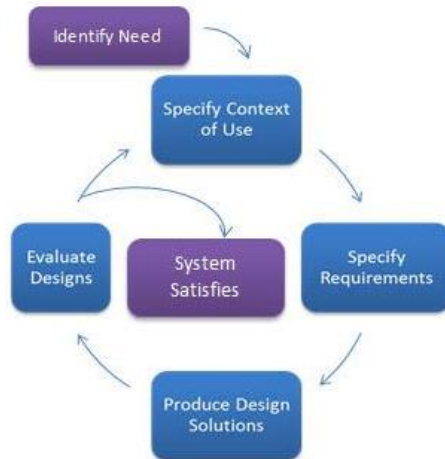 Identify Need
Specify Context
of Use
Evaluate
Designs
System
Satisfies
Specify
Requirements
Produce Design
Solutions